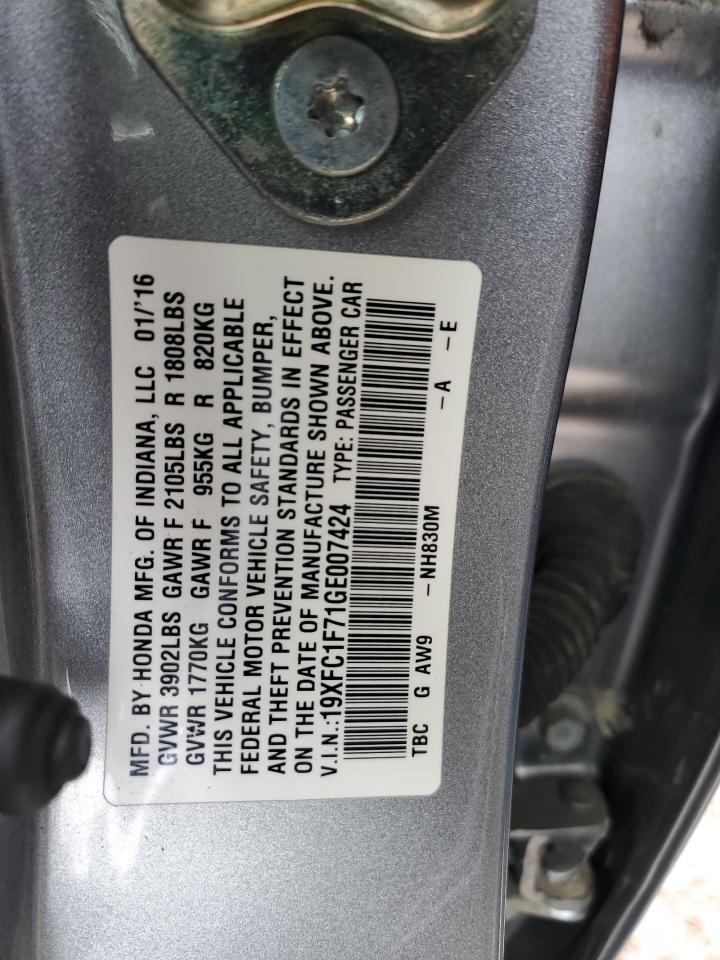 MFD. BY HONDA MFG. OF INDIANA, LLC 01/'16
GVWR 3902LBS GAWR F 2105LBS R 1808LBS
GVWR 1770KG GAWR F 955KG R 820KG
THIS VEHICLE CONFORMS TO ALL APPLICABLE
FEDERAL MOTOR VEHICLE SAFETY, BUMPER,
AND THEFT PREVENTION STANDARDS IN EFFECT
ON THE DATE OF MANUFACTURE SHOWN ABOVE.
V.I.N.:19XFC1F71GE007424 TYPE: PASSENGER CAR
TBC G AW9 -NH830M -A -E